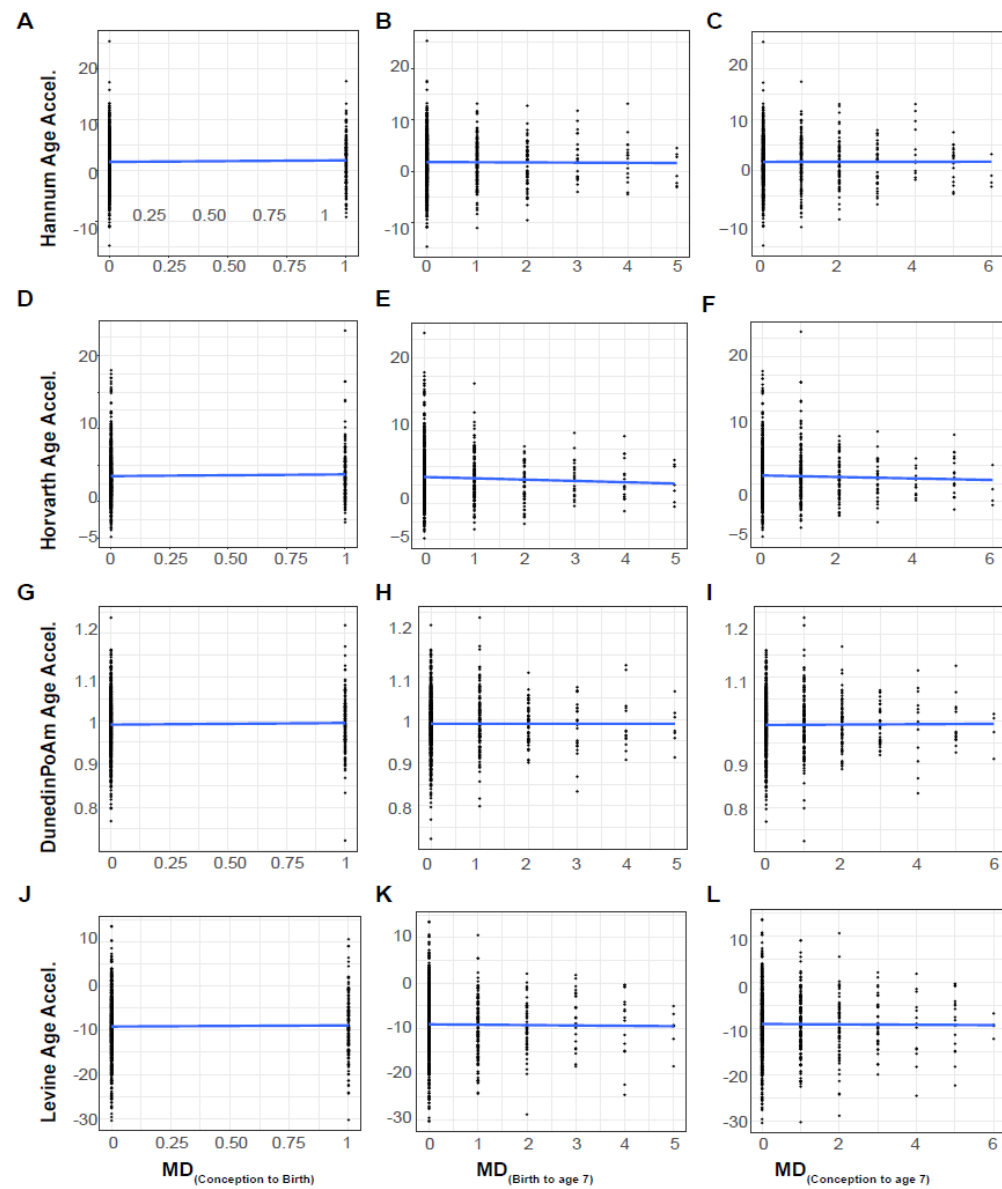 A B C
Hannum Age Accel.
20 20 20
10 10 10
0 0 0
0.25 0.50 0.75 1
-10 -10 −10
0 0.25 0.50 0.75 1 0 1 2 3 4 5 0 2 4 6
D E F
Horvarth Age Accel.
20 20 20
10 10 10
0 0 0
−5 −5 −5
0 0.25 0.50 0.75 1 0 1 2 3 4 5 0 2 4 6
G H I
DunedinPoAm Age Accel.
1.2 1.2 1.2
1.1 1.1 1.1
1 1 1
0.9 0.9 0.9
0.8 0.8 0.8
0 0.25 0.50 0.75 1 0 1 2 3 4 5 0 2 4 6
J K L
Levine Age Accel.
10 10 10
0 0 0
-10 -10 -10
-20 -20 -20
-30 -30 -30
0 0.25 0.50 0.75 1 0 1 2 3 4 5 0 2 4 6
MD(Conception to Birth) MD(Birth to age 7) MD(Conception to age 7)